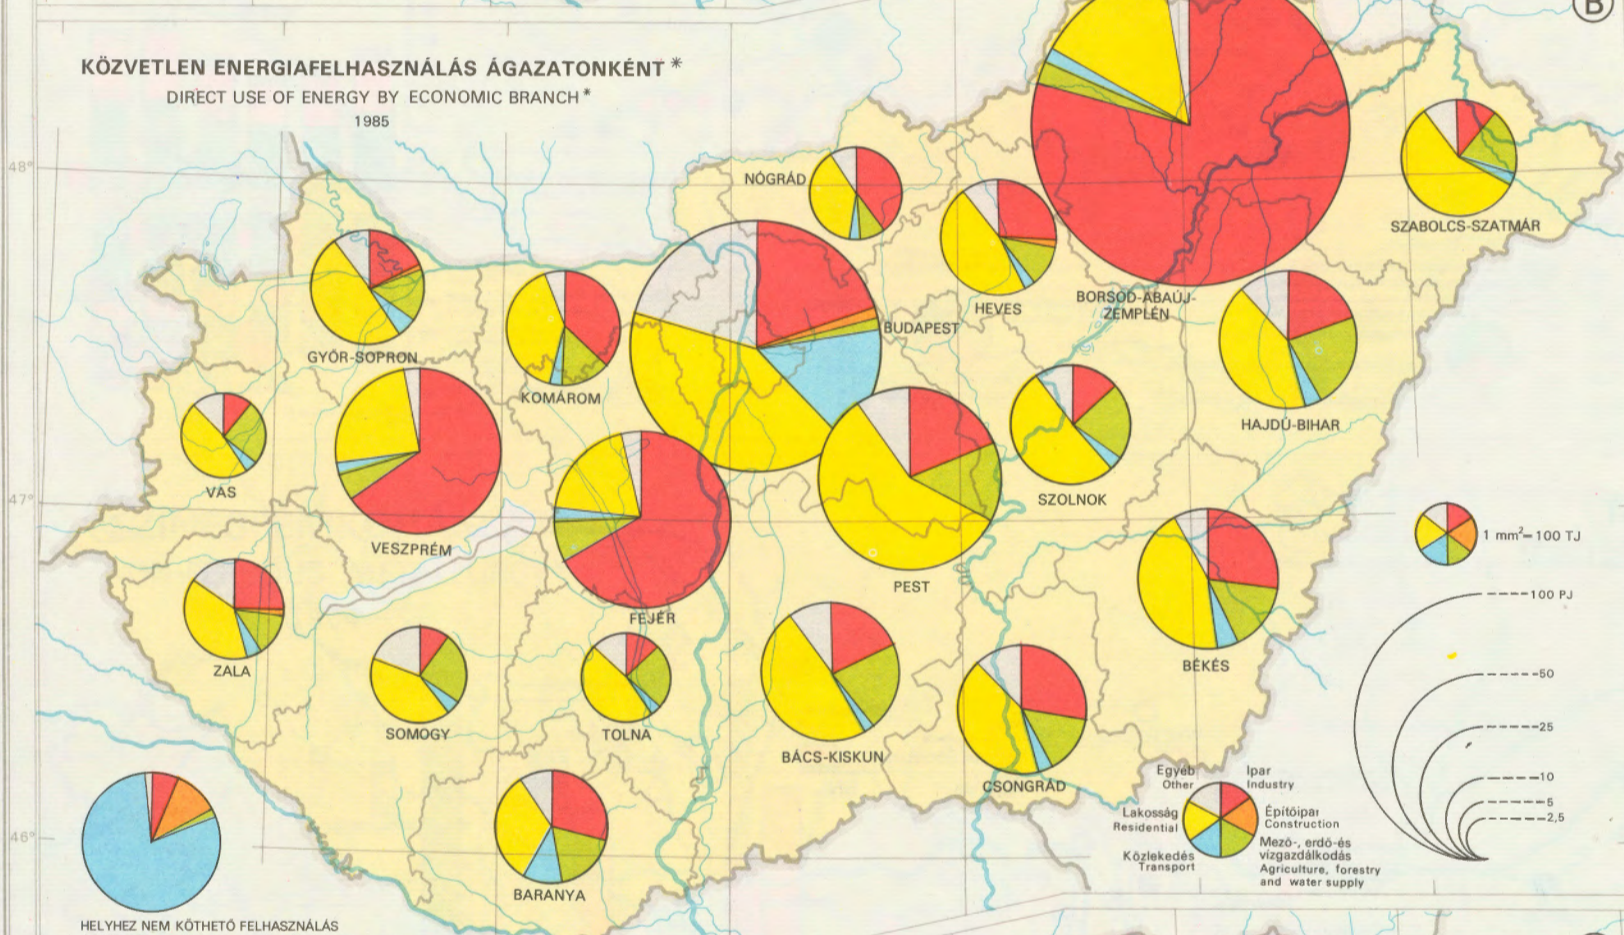 KÖZVETLEN ENERGIAFELHASZNÁLÁS ÁGAZATONKÉNT *
DIRECT USE OF ENERGY BY ECONOMIC BRANCH *
1985
B
48°
47°
46°
NÓGRÁD
SZABOLCS-SZATMÁR
HEVES
BORSOD-ABAÚJ-
ZEMPLÉN
BUDAPEST
GYŐR-SOPRON
KOMÁROM
HAJDÚ-BIHAR
VAS
VESZPRÉM
SZOLNOK
PEST
FEJÉR
ZALA
BÉKÉS
SOMOGY
TOLNA
BÁCS-KISKUN
CSONGRÁD
BARANYA
HELYHEZ NEM KÖTHETŐ FELHASZNÁLÁS
1 mm²= 100 TJ
100 PJ
50
25
10
5
2,5
Egyéb
Other
Ipar
Industry
Lakosság
Residential
Építőipar
Construction
Közlekedés
Transport
Mező-, erdő-és
vízgazdálkodás
Agriculture, forestry
and water supply